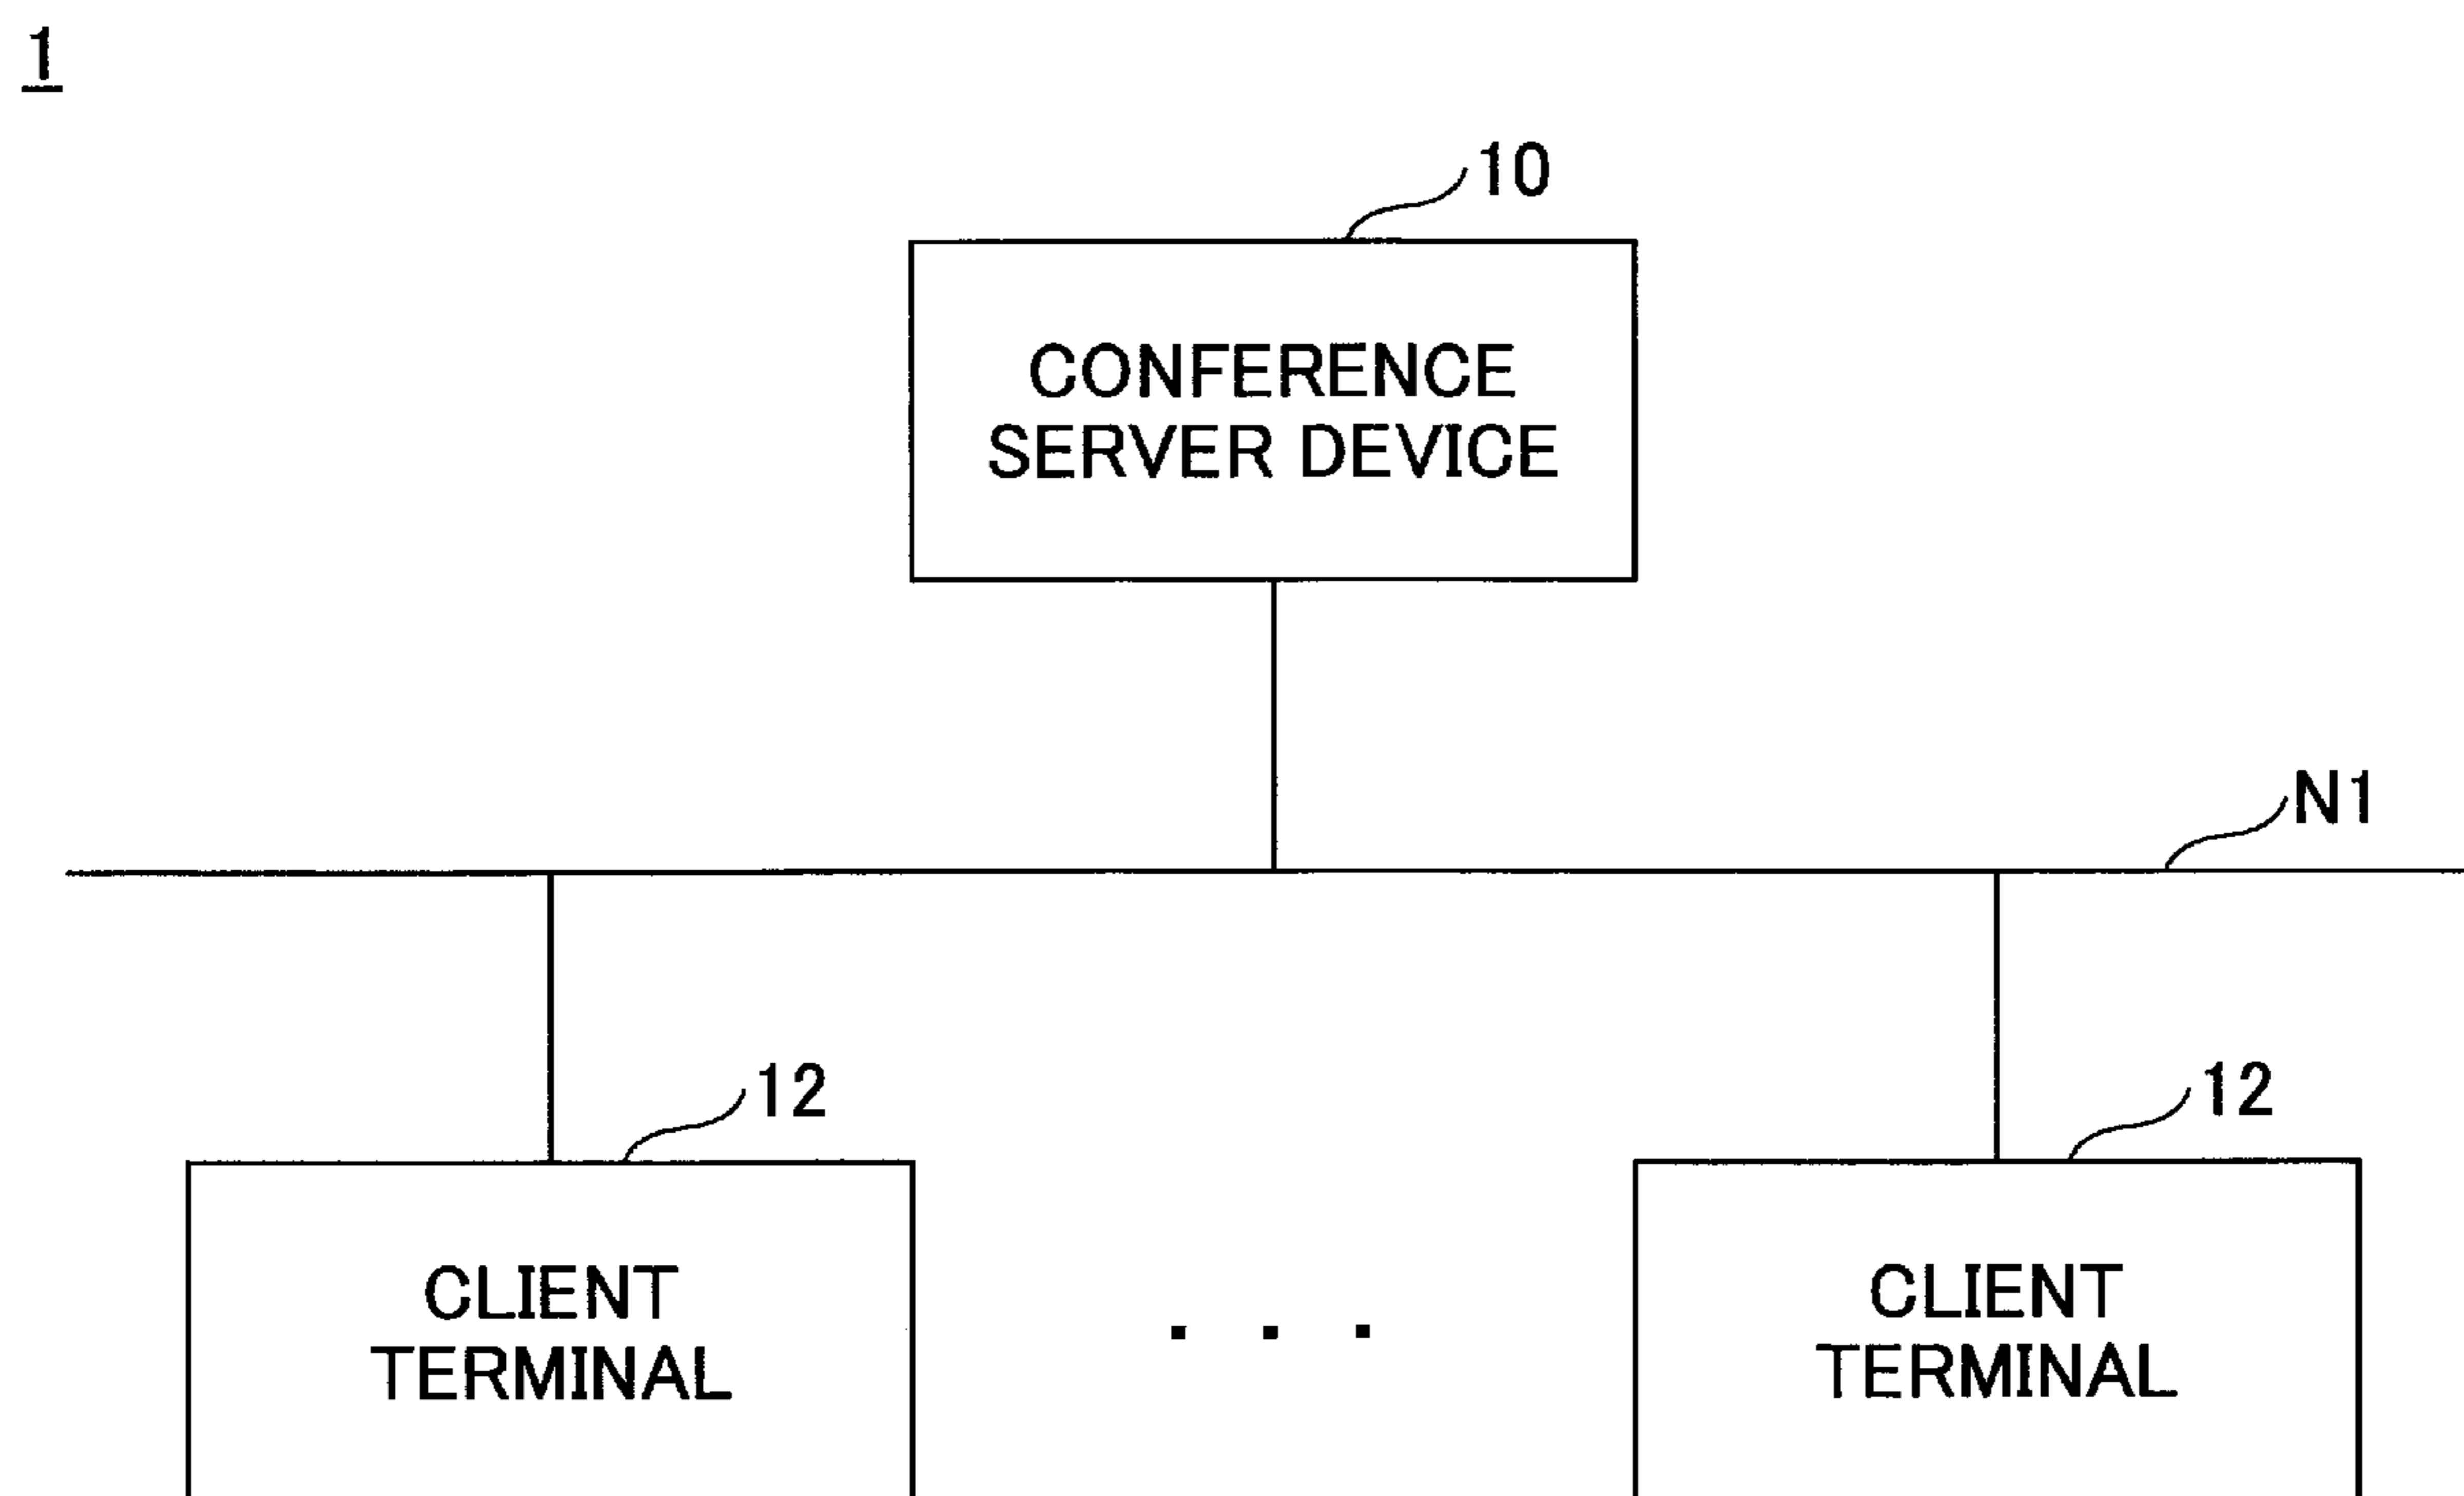 1
10
CONFERENCE
SERVER DEVICE
N1
12
12
CLIENT
TERMINAL
. . .
CLIENT
TERMINAL